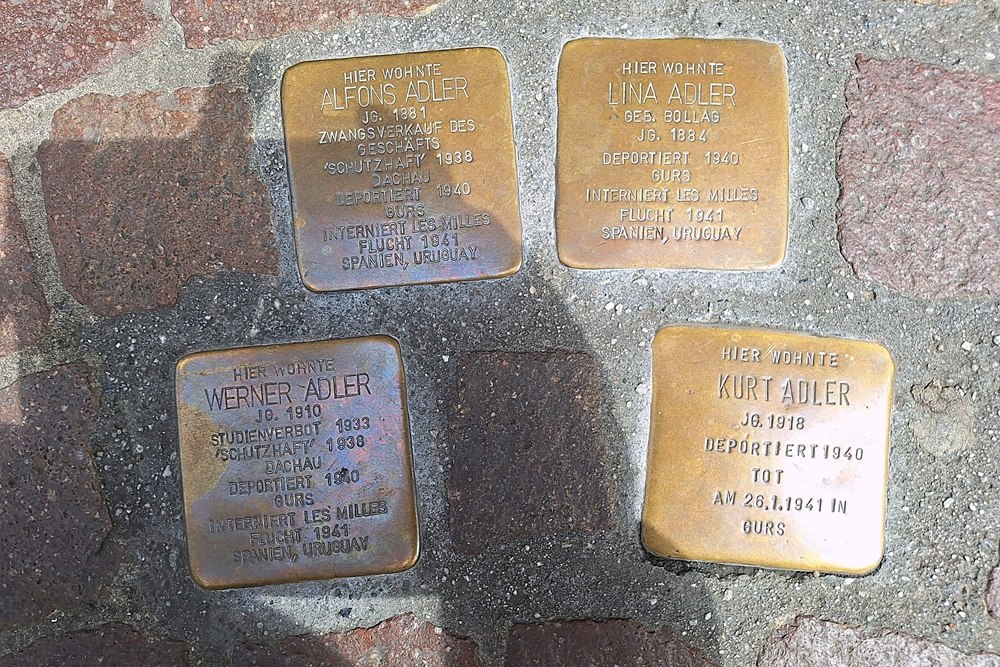 HIER WOHNTE
ALFONS ADLER
JG. 1881
ZWANGSVERKAUF DES
GESCHÄFTS
'SCHUTZHAFT' 1938
DACHAU
DEPORTIERT 1940
GURS
INTERNIERT LES MILLES
FLUCHT 1941
SPANIEN, URUGUAY
HIER WOHNTE
LINA ADLER
GEB. BOLLAG
JG. 1884
DEPORTIERT 1940
GURS
INTERNIERT LES MILLES
FLUCHT 1941
SPANIEN, URUGUAY
HIER WOHNTE
WERNER ADLER
JG. 1910
STUDIENVERBOT 1933
'SCHUTZHAFT' 1938
DACHAU
DEPORTIERT 1940
GURS
INTERNIERT LES MILLES
FLUCHT 1941
SPANIEN, URUGUAY
HIER WOHNTE
KURT ADLER
JG. 1918
DEPORTIERT 1940
TOT
AM 26.1.1941 IN
GURS